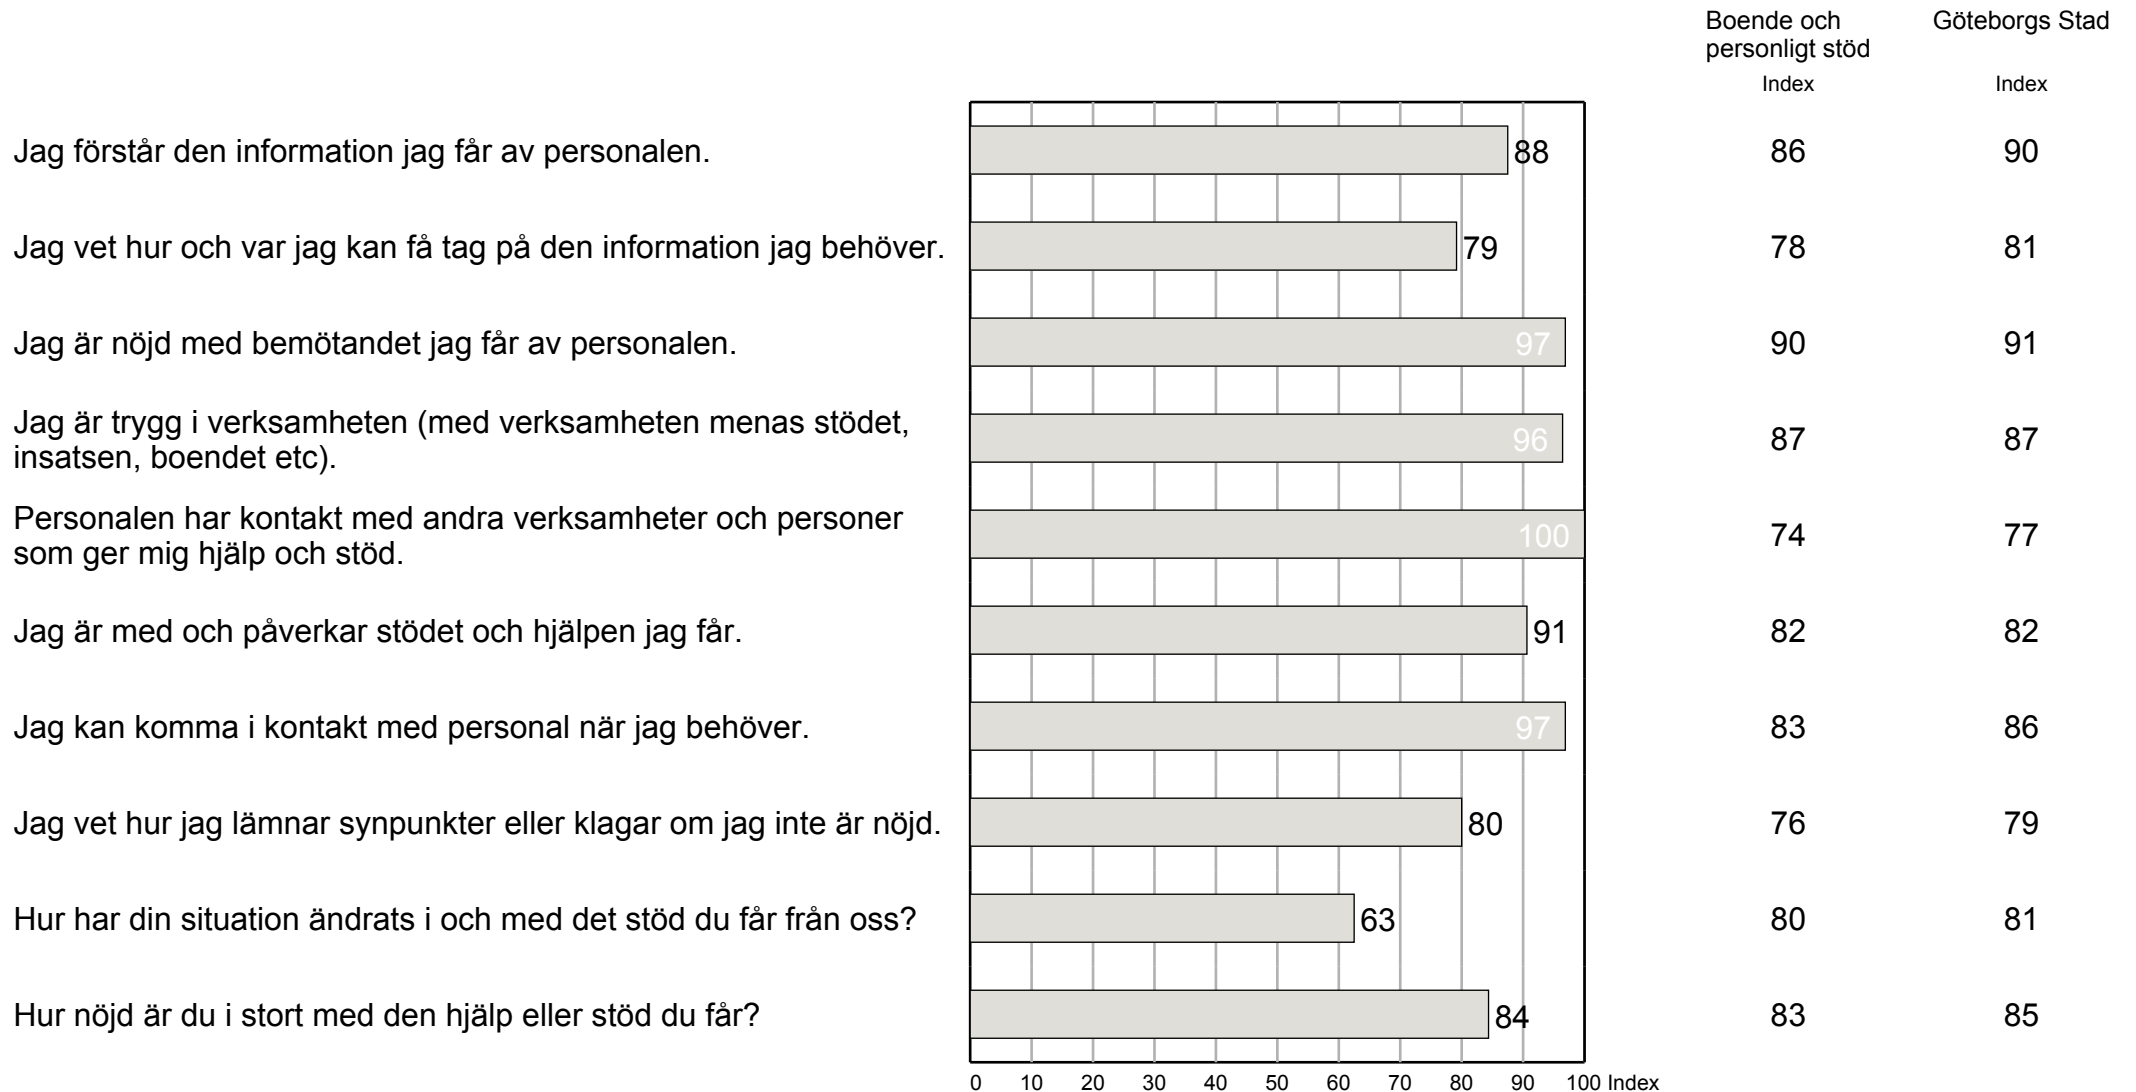 Boende och
personligt stöd
Göteborgs Stad
Index Index
Jag förstår den information jag får av personalen. 88 86 90
Jag vet hur och var jag kan få tag på den information jag behöver. 79 78 81
Jag är nöjd med bemötandet jag får av personalen. 97 90 91
Jag är trygg i verksamheten (med verksamheten menas stödet,
insatsen, boendet etc). 96 87 87
Personalen har kontakt med andra verksamheter och personer
som ger mig hjälp och stöd. 100 74 77
Jag är med och påverkar stödet och hjälpen jag får. 91 82 82
Jag kan komma i kontakt med personal när jag behöver. 97 83 86
Jag vet hur jag lämnar synpunkter eller klagar om jag inte är nöjd. 80 76 79
Hur har din situation ändrats i och med det stöd du får från oss? 63 80 81
Hur nöjd är du i stort med den hjälp eller stöd du får? 84 83 85
0 10 20 30 40 50 60 70 80 90 100 Index